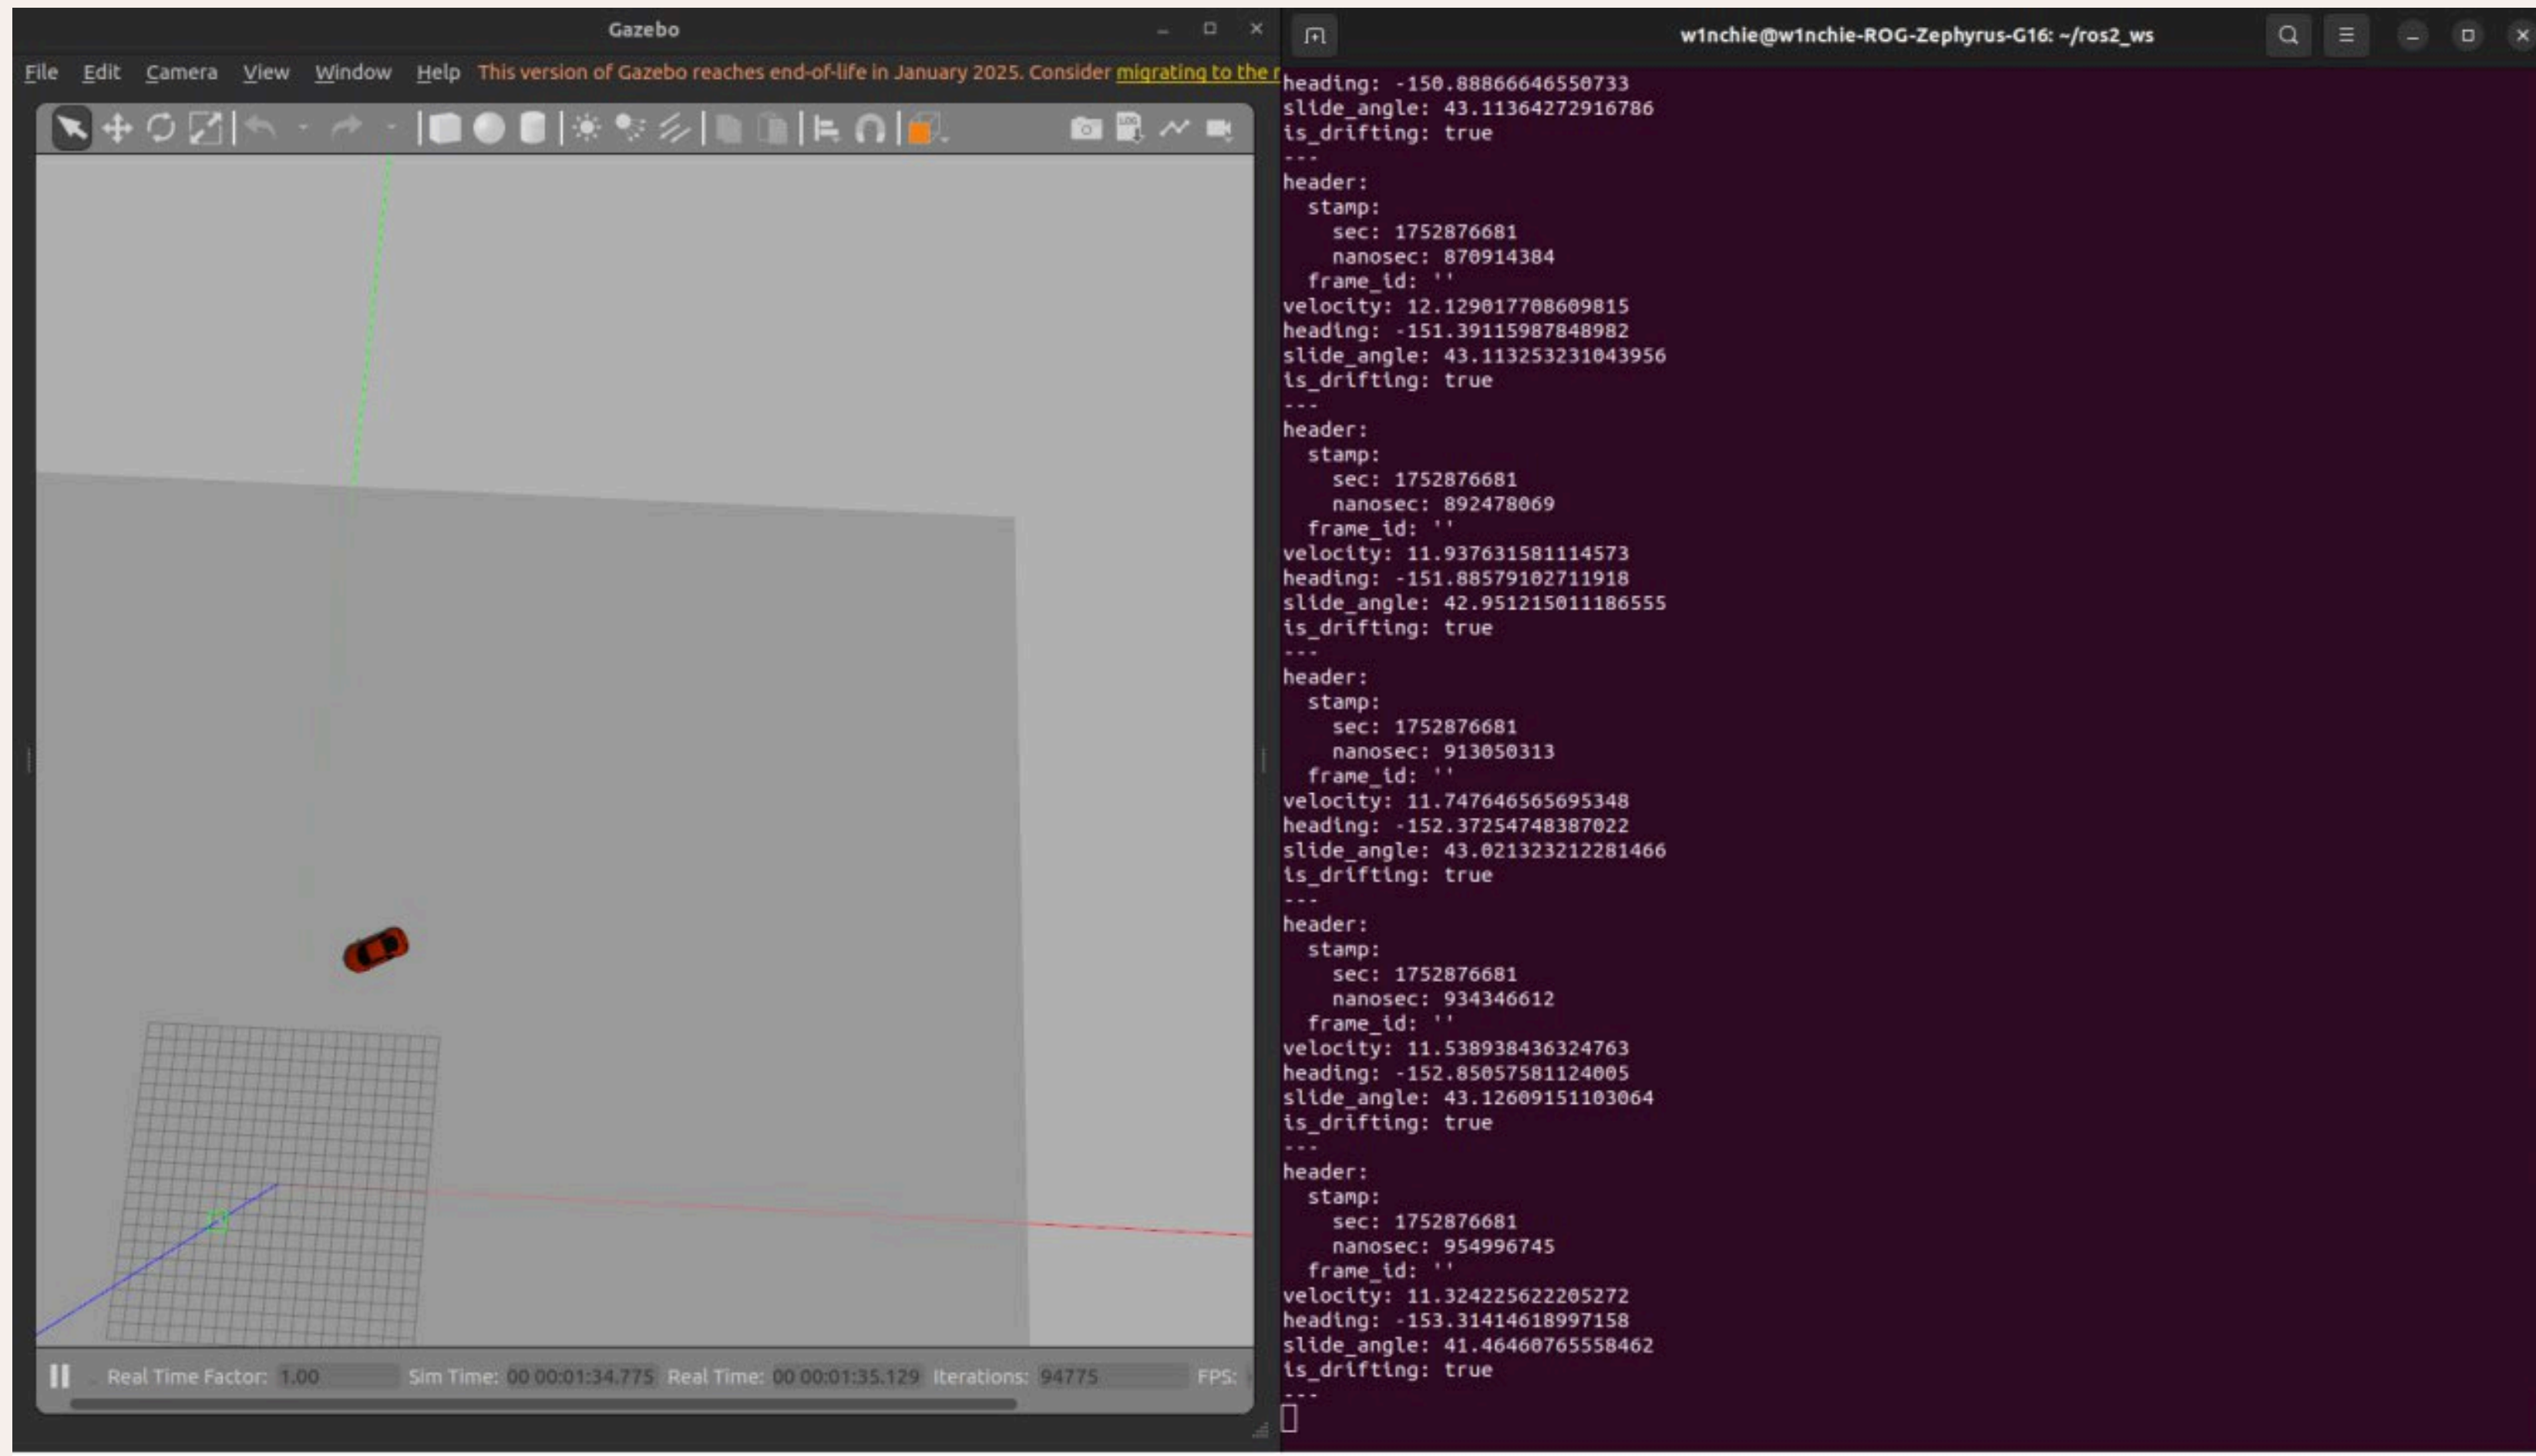 Gazebo
File Edit Camera View Window Help This version of Gazebo reaches end-of-life in January 2025. Consider migrating to the r
LOG
Real Time Factor: 1.00 Sim Time: 00 00:01:34.775 Real Time: 00 00:01:35.129 Iterations: 94775 FPS:
w1nchie@w1nchie-ROG-Zephyrus-G16: ~/ros2_ws
heading: -150.88866646550733
slide_angle: 43.11364272916786
is_drifting: true
---
header:
  stamp:
    sec: 1752876681
    nanosec: 870914384
  frame_id: ''
velocity: 12.129017708609815
heading: -151.39115987848982
slide_angle: 43.113253231043956
is_drifting: true
---
header:
  stamp:
    sec: 1752876681
    nanosec: 892478069
  frame_id: ''
velocity: 11.937631581114573
heading: -151.88579102711918
slide_angle: 42.951215011186555
is_drifting: true
---
header:
  stamp:
    sec: 1752876681
    nanosec: 913050313
  frame_id: ''
velocity: 11.747646565695348
heading: -152.37254748387022
slide_angle: 43.021323212281466
is_drifting: true
---
header:
  stamp:
    sec: 1752876681
    nanosec: 934346612
  frame_id: ''
velocity: 11.538938436324763
heading: -152.85057581124005
slide_angle: 43.12609151103064
is_drifting: true
---
header:
  stamp:
    sec: 1752876681
    nanosec: 954996745
  frame_id: ''
velocity: 11.324225622205272
heading: -153.31414618997158
slide_angle: 41.46460765558462
is_drifting: true
---